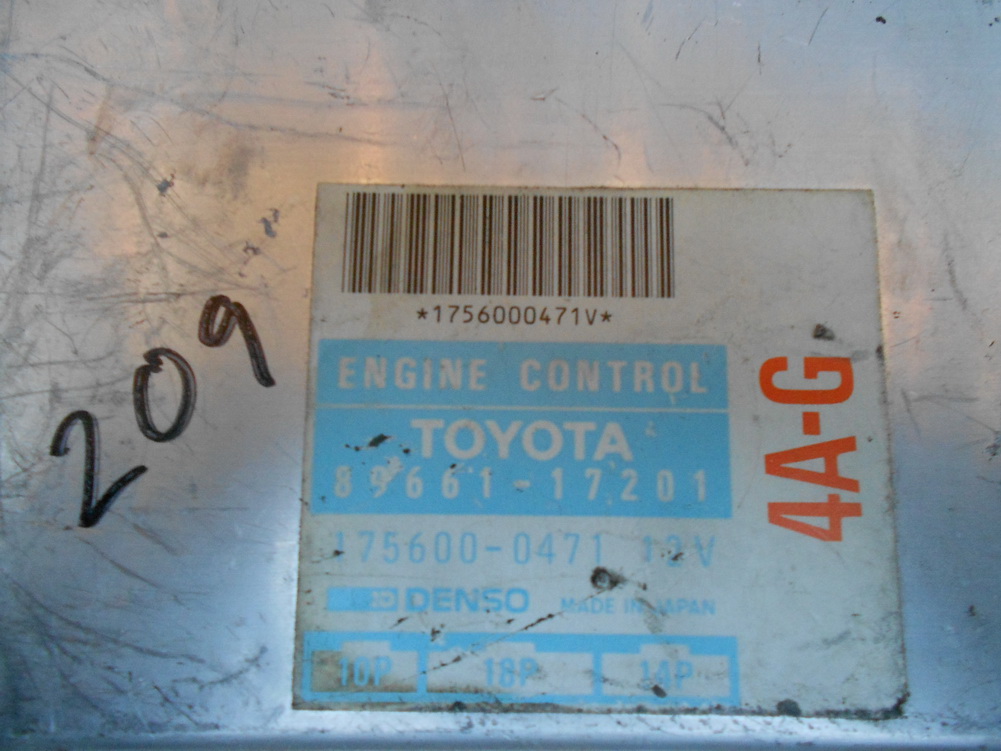 209
*1756000471V*
ENGINE CONTROL
TOYOTA
89661-17201
175600-0471 12V
DENSO MADE IN JAPAN
10P 18P 14P
4A-G